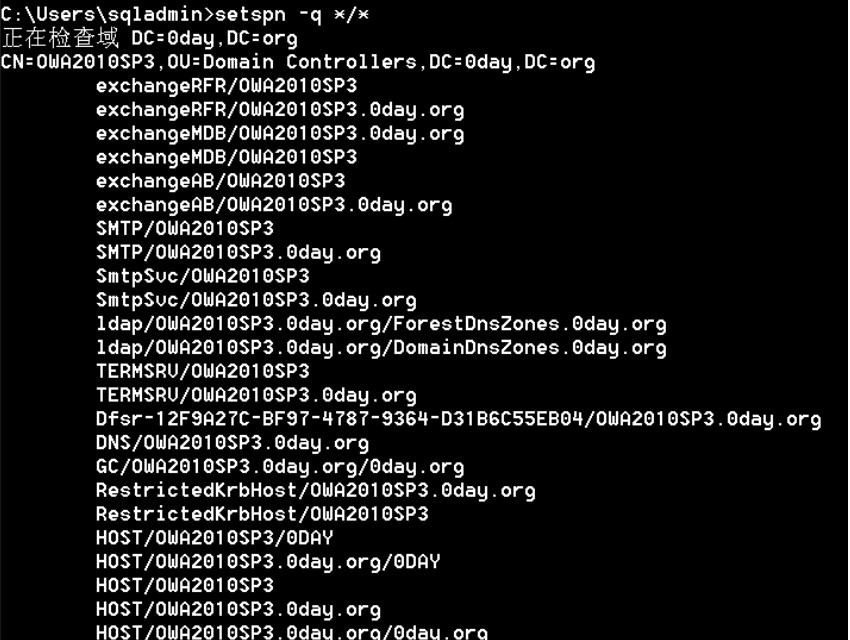 C:\Users\sqladmin>setspn -q */*
正在检查域 DC=0day,DC=org
CN=OWA2010SP3,OU=Domain Controllers,DC=0day,DC=org
exchangeRFR/OWA2010SP3
exchangeRFR/OWA2010SP3.0day.org
exchangeMDB/OWA2010SP3.0day.org
exchangeMDB/OWA2010SP3
exchangeAB/OWA2010SP3
exchangeAB/OWA2010SP3.0day.org
SMTP/OWA2010SP3
SMTP/OWA2010SP3.0day.org
SmtpSvc/OWA2010SP3
SmtpSvc/OWA2010SP3.0day.org
ldap/OWA2010SP3.0day.org/ForestDnsZones.0day.org
ldap/OWA2010SP3.0day.org/DomainDnsZones.0day.org
TERMSRV/OWA2010SP3
TERMSRV/OWA2010SP3.0day.org
Dfsr-12F9A27C-BF97-4787-9364-D31B6C55EB04/OWA2010SP3.0day.org
DNS/OWA2010SP3.0day.org
GC/OWA2010SP3.0day.org/0day.org
RestrictedKrbHost/OWA2010SP3.0day.org
RestrictedKrbHost/OWA2010SP3
HOST/OWA2010SP3/0DAY
HOST/OWA2010SP3.0day.org/0DAY
HOST/OWA2010SP3
HOST/OWA2010SP3.0day.org
HOST/OWA2010SP3.0day.org/0day.org